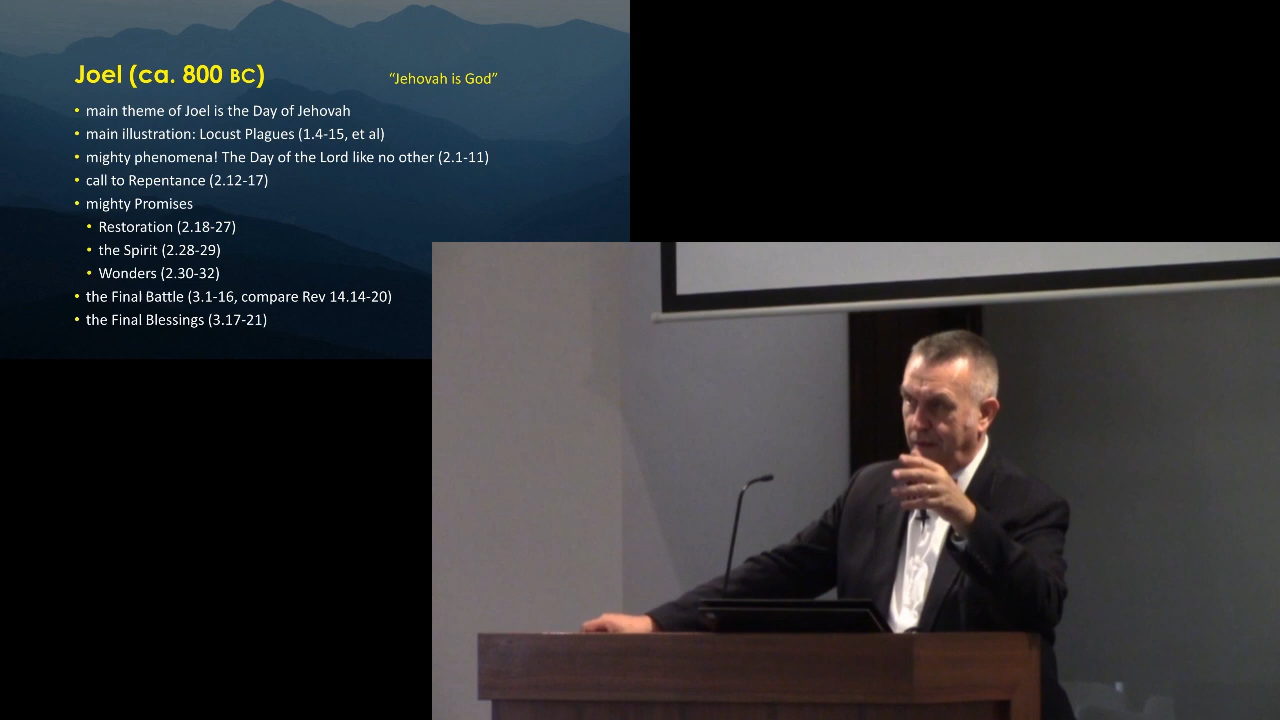 Joel (ca. 800 BC)
“Jehovah is God”
• main theme of Joel is the Day of Jehovah
• main illustration: Locust Plagues (1.4-15, et al)
• mighty phenomena! The Day of the Lord like no other (2.1-11)
• call to Repentance (2.12-17)
• mighty Promises
• Restoration (2.18-27)
• the Spirit (2.28-29)
• Wonders (2.30-32)
• the Final Battle (3.1-16, compare Rev 14.14-20)
• the Final Blessings (3.17-21)